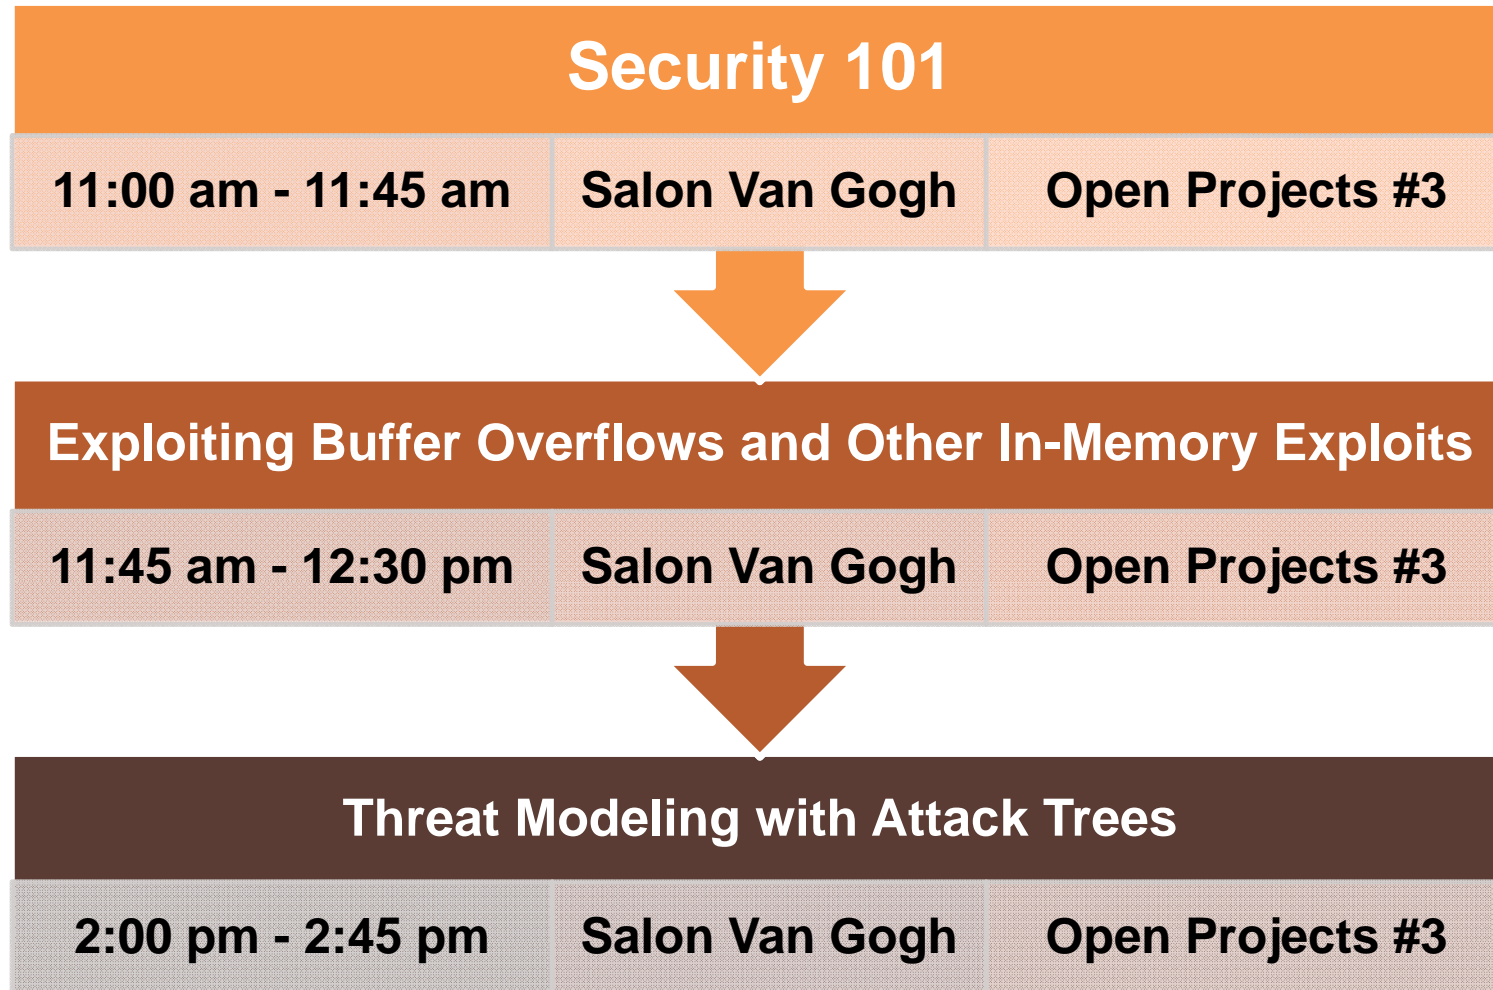 Security 101
11:00 am - 11:45 am Salon Van Gogh Open Projects #3
Exploiting Buffer Overflows and Other In-Memory Exploits
11:45 am - 12:30 pm Salon Van Gogh Open Projects #3
Threat Modeling with Attack Trees
2:00 pm - 2:45 pm Salon Van Gogh Open Projects #3